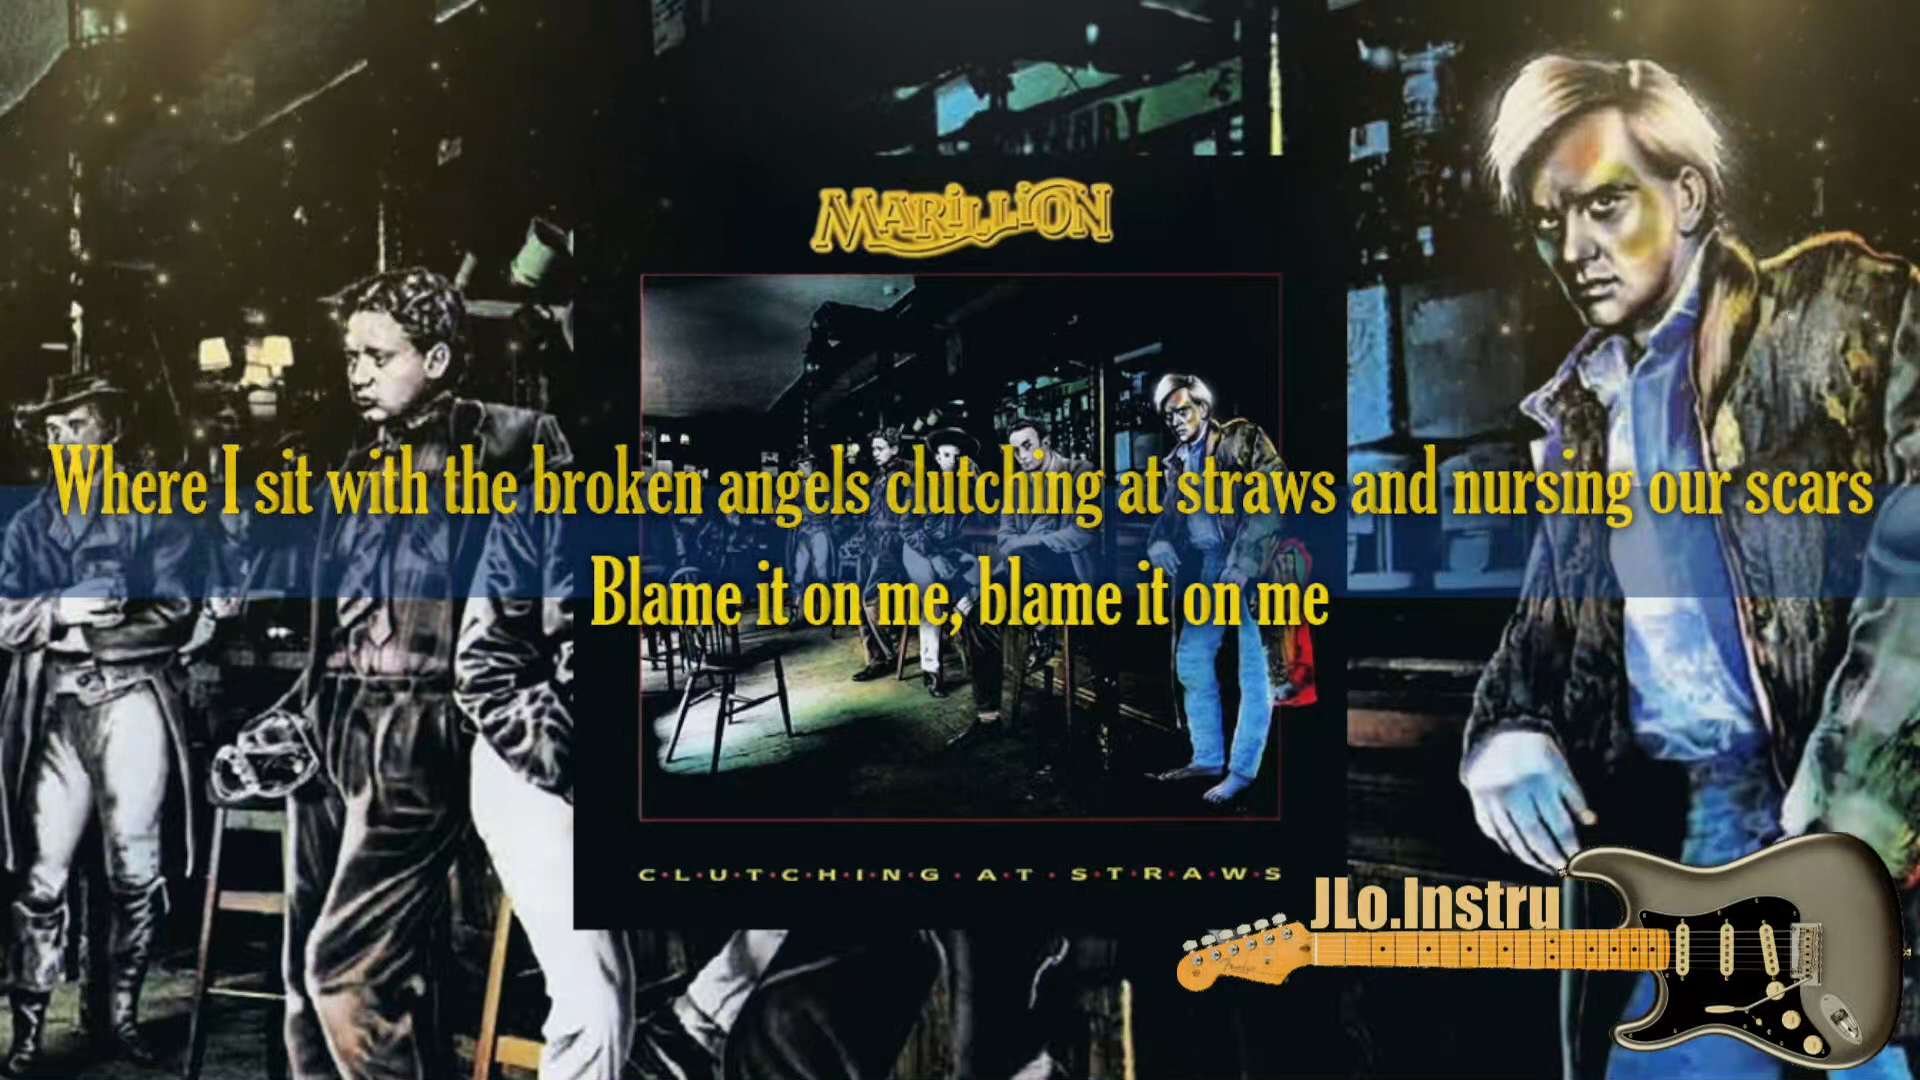 MARILLION
Where I sit with the broken angels clutching at straws and nursing our scars
Blame it on me, blame it on me
C·L·U·T·C·H·I·N·G · A·T · S·T·R·A·W·S
JLo.Instru
Fender